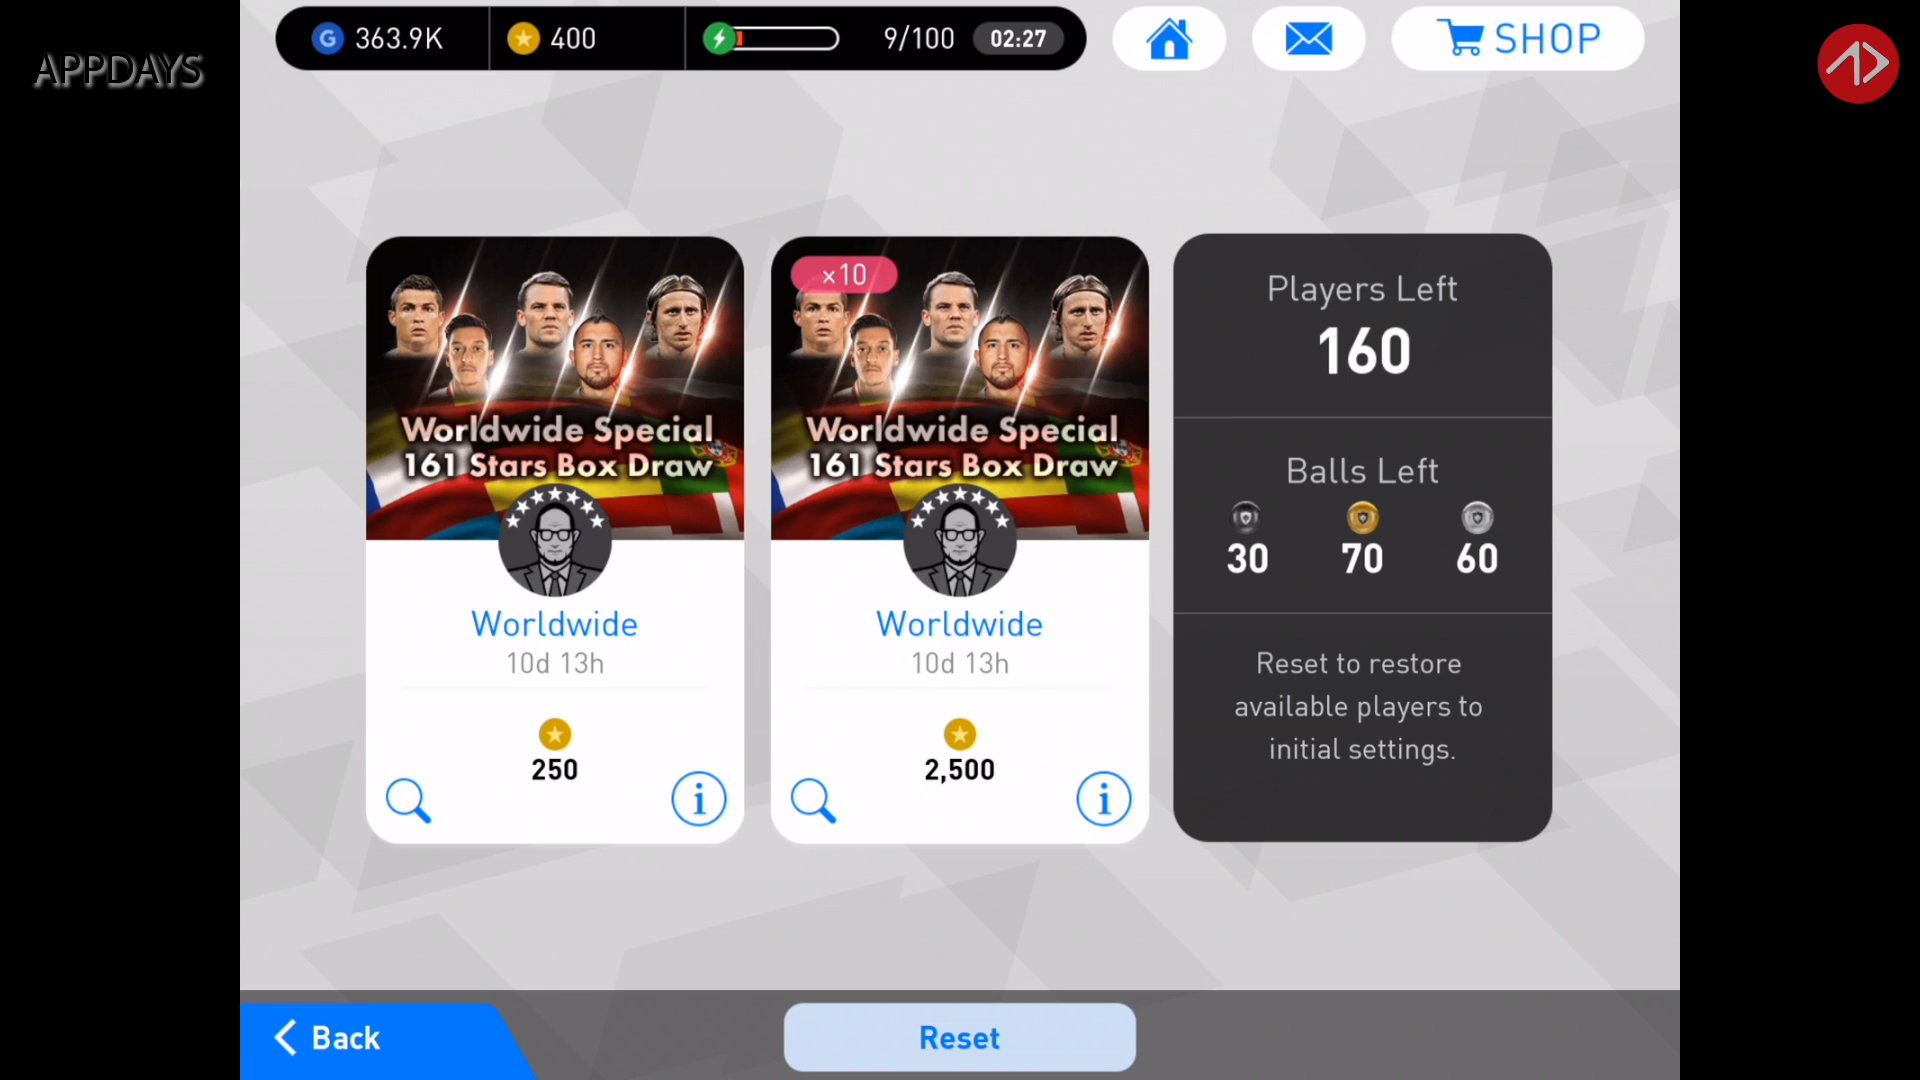 APPDAYS
G 363.9K
400
9/100
02:27
SHOP
Worldwide Special
161 Stars Box Draw
Worldwide
10d 13h
250
i
×10
Worldwide Special
161 Stars Box Draw
Worldwide
10d 13h
2,500
i
Players Left
160
Balls Left
30 70 60
Reset to restore
available players to
initial settings.
Back
Reset